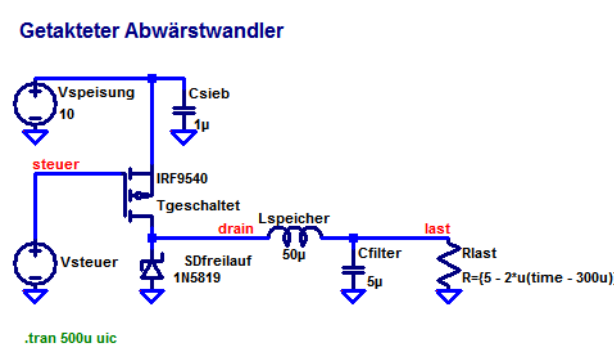 Getakteter Abwärstwandler
Vspeisung
10
Csieb
1µ
steuer
IRF9540
Tgeschaltet
drain
Lspeicher
50µ
last
Vsteuer
SDfreilauf
1N5819
Cfilter
5µ
Rlast
R={5 - 2*u(time - 300u)}
.tran 500u uic